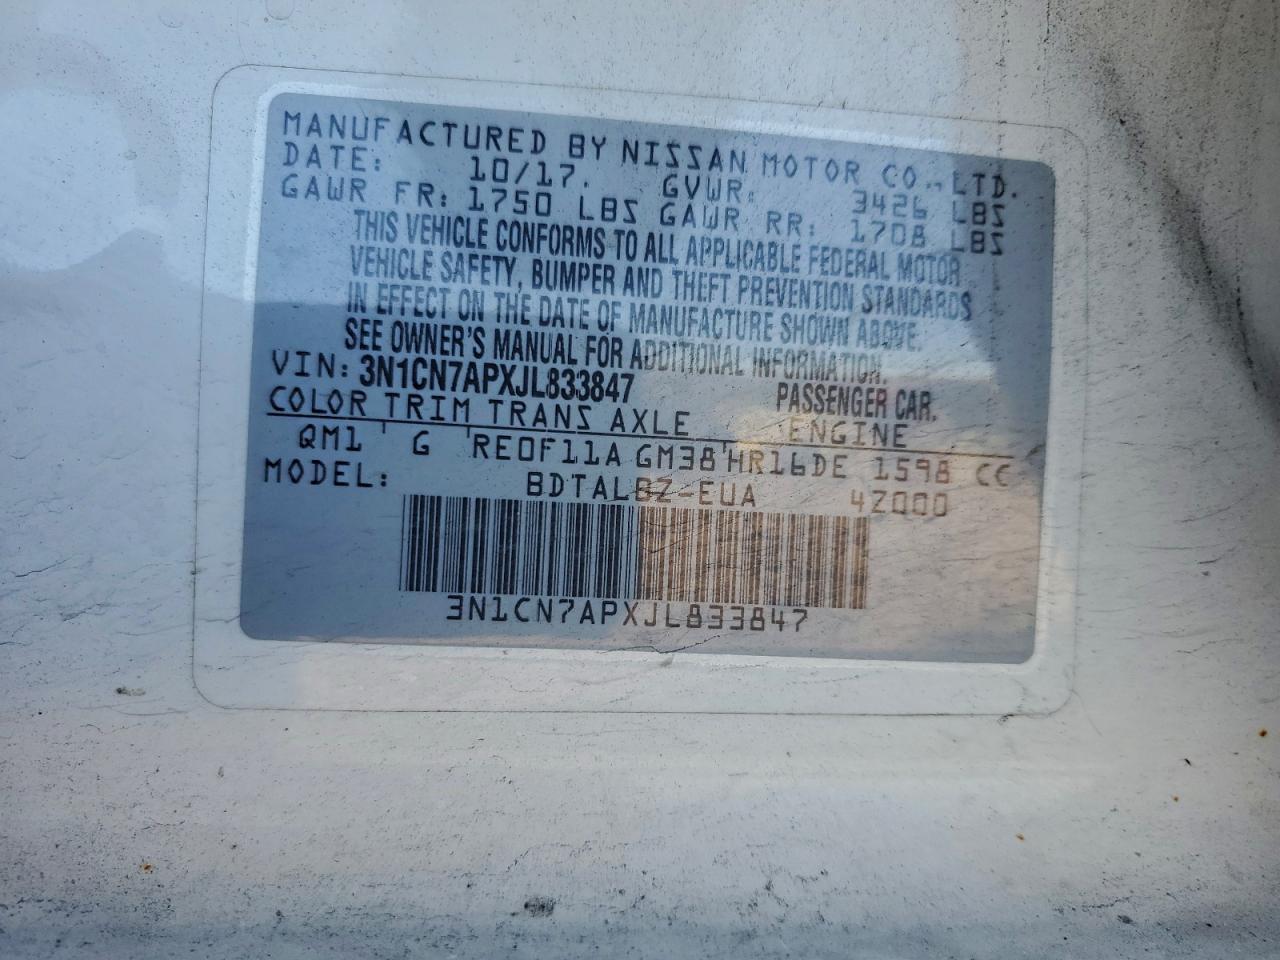 MANUFACTURED BY NISSAN MOTOR CO., LTD.
DATE: 10/17. GVWR: 3426 LBS
GAWR FR: 1750 LBS GAWR RR: 1708 LBS
THIS VEHICLE CONFORMS TO ALL APPLICABLE FEDERAL MOTOR
VEHICLE SAFETY, BUMPER AND THEFT PREVENTION STANDARDS
IN EFFECT ON THE DATE OF MANUFACTURE SHOWN ABOVE.
SEE OWNER'S MANUAL FOR ADDITIONAL INFORMATION.
VIN: 3N1CN7APXJL833847 PASSENGER CAR.
COLOR TRIM TRANS AXLE ENGINE
QM1 G RE0F11A GM38 HR16DE 1598 CC
MODEL: BDTALBZ-EUA 4Z000
3N1CN7APXJL833847